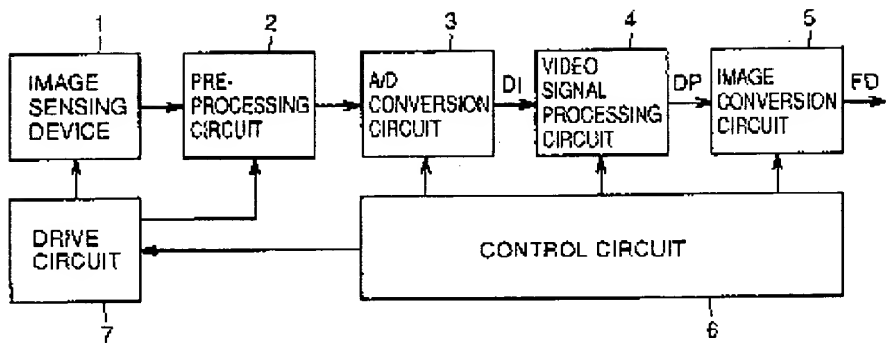 1
2
3
4
5
IMAGE
SENSING
DEVICE
PRE-
PROCESSING
CIRCUIT
A/D
CONVERSION
CIRCUIT
DI
VIDEO
SIGNAL
PROCESSING
CIRCUIT
DP
IMAGE
CONVERSION
CIRCUIT
FD
DRIVE
CIRCUIT
CONTROL CIRCUIT
7
6